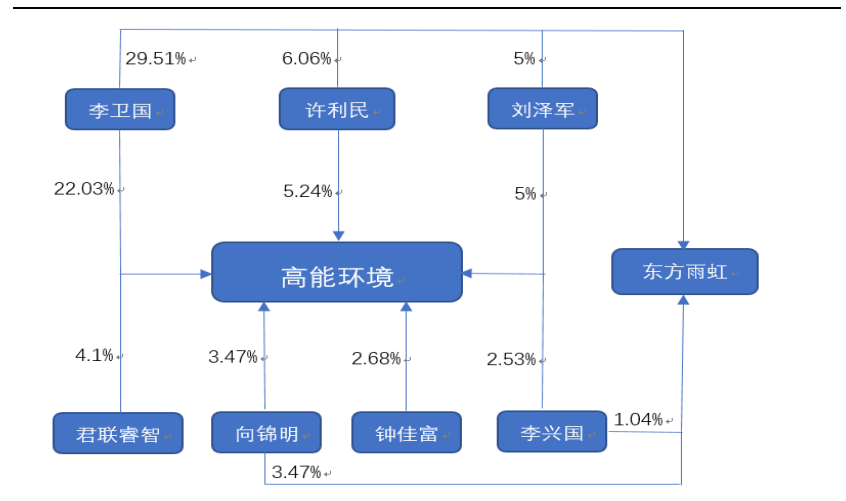 29.51%
6.06%
5%
李卫国
许利民
刘泽军
22.03%
5.24%
5%
高能环境
东方雨虹
4.1%
3.47%
2.68%
2.53%
君联睿智
向锦明
钟佳富
李兴国
1.04%
3.47%